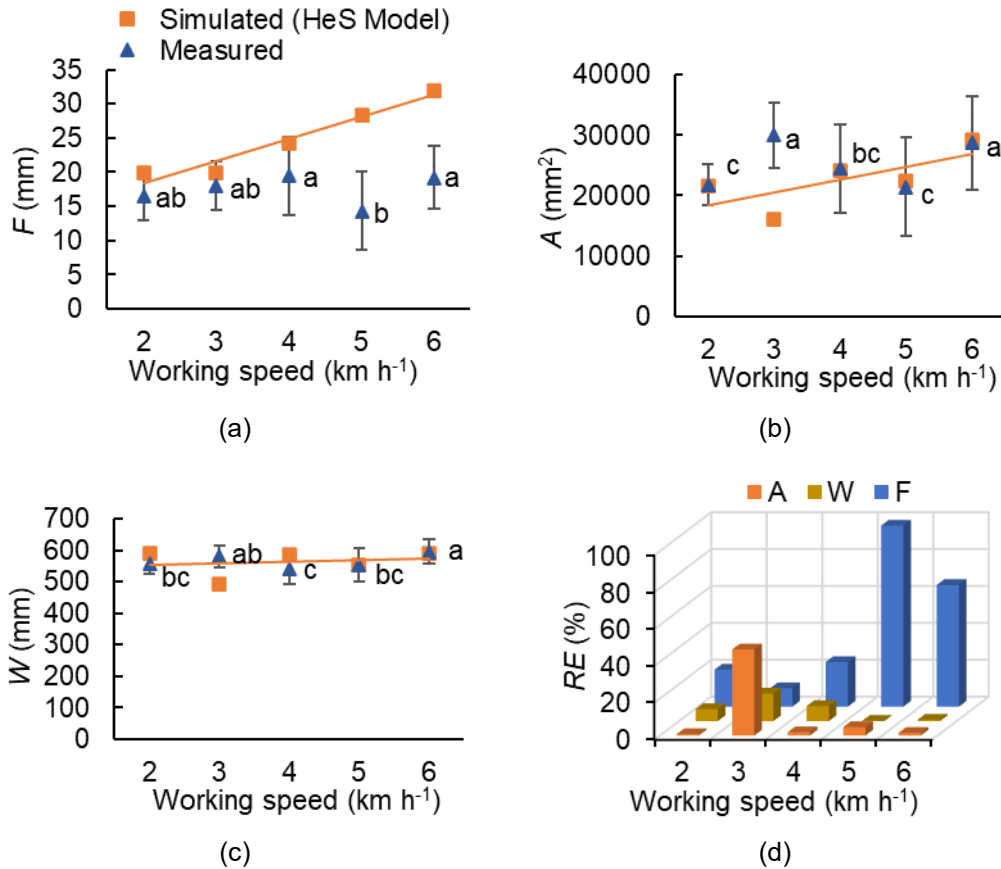 Simulated (HeS Model)
Measured
35
30
25
20
15
10
5
0
F (mm)
ab
ab
a
b
a
2 3 4 5 6
Working speed (km h⁻¹)
(a)
40000
30000
20000
10000
0
A (mm²)
c
a
bc
c
a
2 3 4 5 6
Working speed (km h⁻¹)
(b)
700
600
500
400
300
200
100
0
W (mm)
bc
ab
c
bc
a
2 3 4 5 6
Working speed (km h⁻¹)
(c)
A W F
100
80
60
40
20
0
RE (%)
2 3 4 5 6
Working speed (km h⁻¹)
(d)